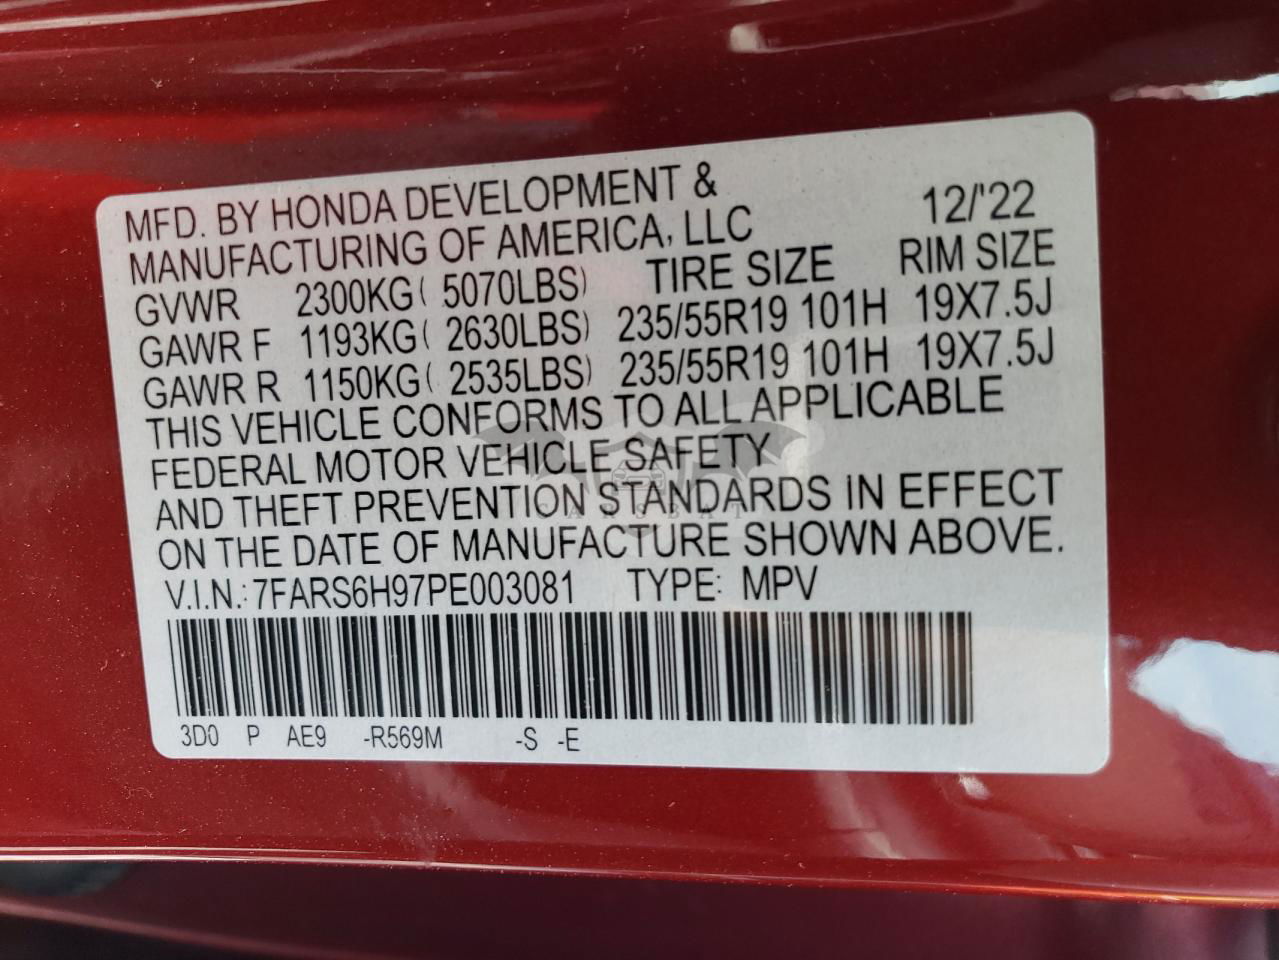 MFD. BY HONDA DEVELOPMENT & 12/'22
MANUFACTURING OF AMERICA, LLC
GVWR 2300KG( 5070LBS) TIRE SIZE RIM SIZE
GAWR F 1193KG( 2630LBS) 235/55R19 101H 19X7.5J
GAWR R 1150KG( 2535LBS) 235/55R19 101H 19X7.5J
THIS VEHICLE CONFORMS TO ALL APPLICABLE
FEDERAL MOTOR VEHICLE SAFETY
AND THEFT PREVENTION STANDARDS IN EFFECT
ON THE DATE OF MANUFACTURE SHOWN ABOVE.
V.I.N.: 7FARS6H97PE003081 TYPE: MPV
3D0 P AE9 -R569M -S -E
CARSBAT